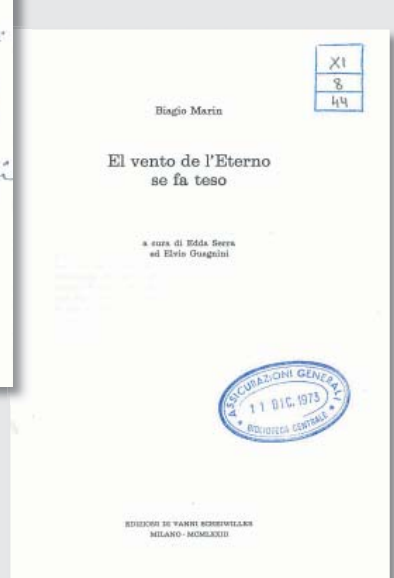 XI
8
44
Biagio Marin
El vento de l'Eterno
se fa teso
a cura di Edda Serra
ed Elvio Guagnini
ASSICURAZIONI GENERALI
11 DIC. 1973
BIBLIOTECA CENTRALE
EDIZIONI DI VANNI SCHEIWILLER
MILANO - MCMLXXIII